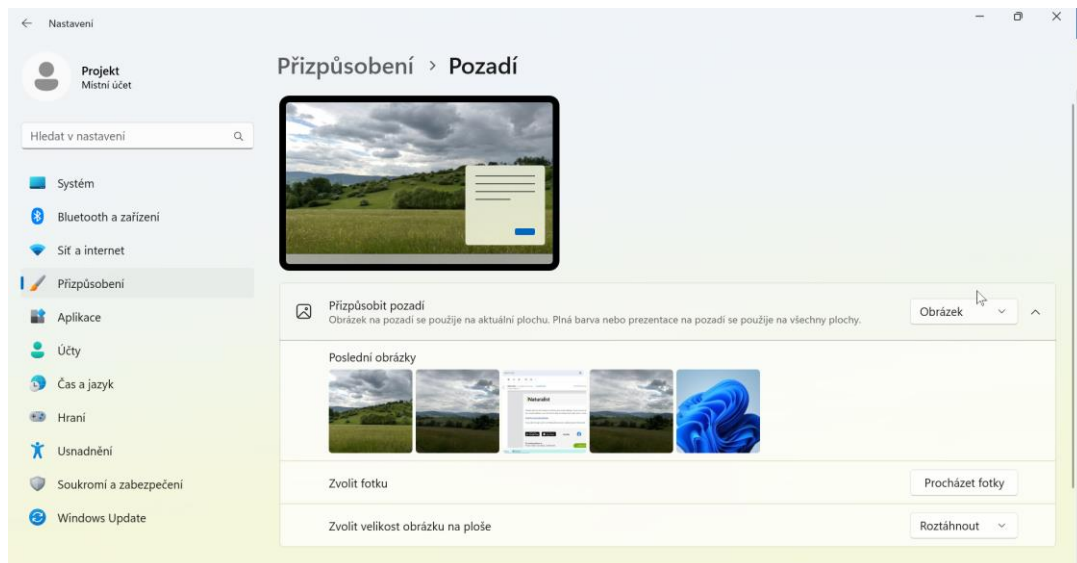 Nastavení
Projekt
Místní účet
Hledat v nastavení
Systém
Bluetooth a zařízení
Síť a internet
Přizpůsobení
Aplikace
Účty
Čas a jazyk
Hraní
Usnadnění
Soukromí a zabezpečení
Windows Update
Přizpůsobení > Pozadí
Přizpůsobit pozadí
Obrázek na pozadí se použije na aktuální plochu. Plná barva nebo prezentace na pozadí se použije na všechny plochy.
Obrázek
Poslední obrázky
Naturalist
Zvolit fotku
Procházet fotky
Zvolit velikost obrázku na ploše
Roztáhnout